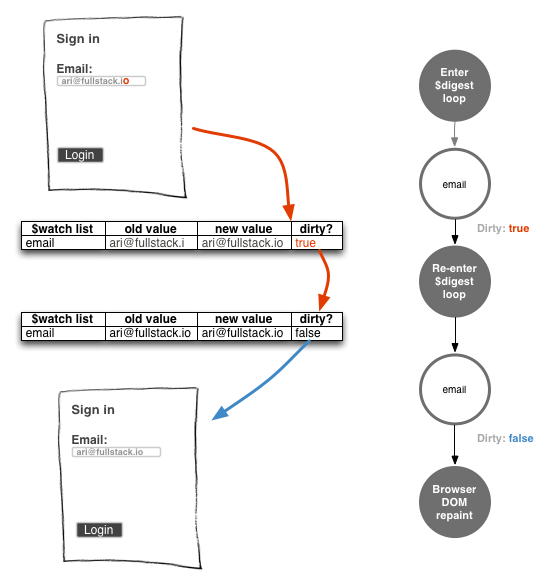 Sign in
Email:
ari@fullstack.io
Login
$watch list old value new value dirty?
email ari@fullstack.i ari@fullstack.io true
$watch list old value new value dirty?
email ari@fullstack.io ari@fullstack.io false
Sign in
Email:
ari@fullstack.io
Login
Enter
$digest
loop
email
Dirty: true
Re-enter
$digest
loop
email
Dirty: false
Browser
DOM
repaint